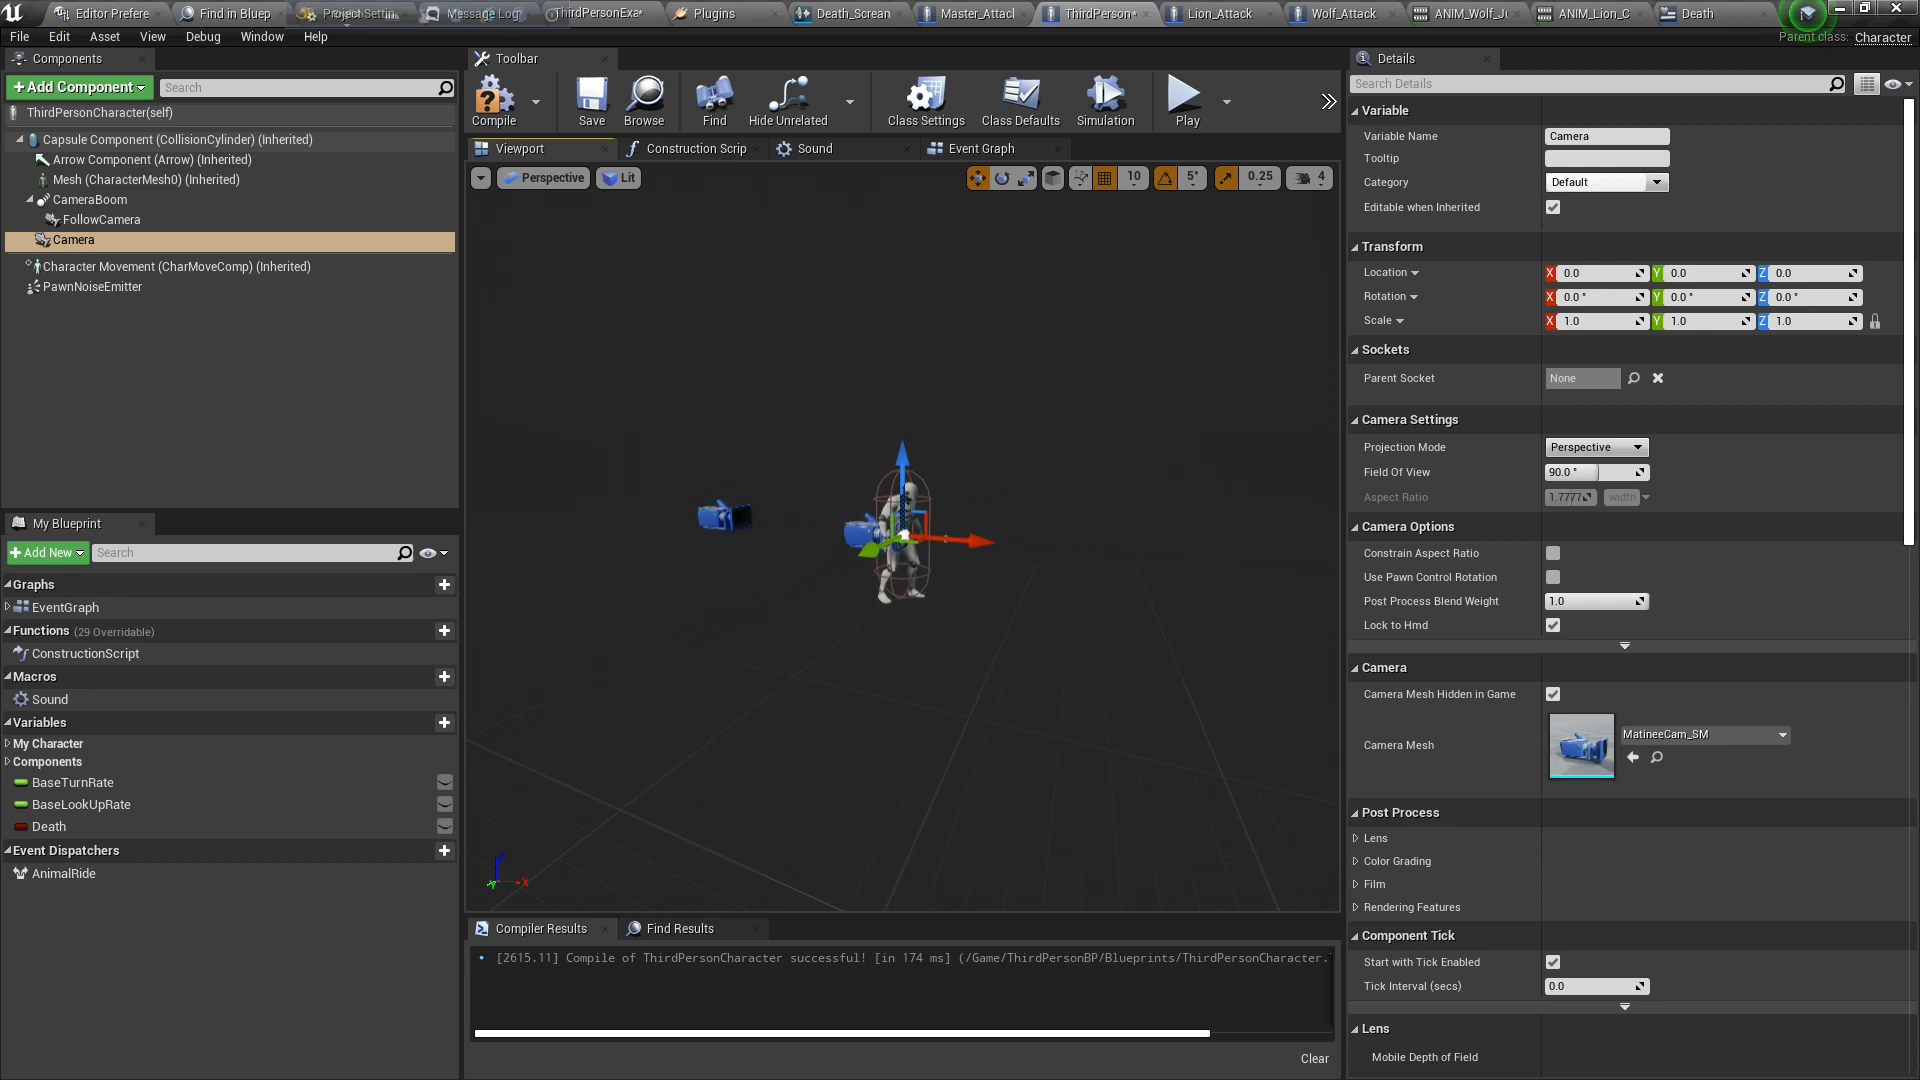 Editor Prefere
Find in Bluep
Project Settin
Message Log
ThirdPersonExa*
Plugins
Death_Screan
Master_Attacl
ThirdPerson*
Lion_Attack
Wolf_Attack
ANIM_Wolf_Ju
ANIM_Lion_C
Death
File Edit Asset View Debug Window Help
Parent class: Character
Components
+ Add Component
Search
ThirdPersonCharacter(self)
Capsule Component (CollisionCylinder) (Inherited)
Arrow Component (Arrow) (Inherited)
Mesh (CharacterMesh0) (Inherited)
CameraBoom
FollowCamera
Camera
Character Movement (CharMoveComp) (Inherited)
PawnNoiseEmitter
My Blueprint
+ Add New
Search
Graphs
EventGraph
Functions (29 Overridable)
ConstructionScript
Macros
Sound
Variables
My Character
Components
BaseTurnRate
BaseLookUpRate
Death
Event Dispatchers
AnimalRide
Toolbar
Compile
Save
Browse
Find
Hide Unrelated
Class Settings
Class Defaults
Simulation
Play
Viewport
Construction Scrip
Sound
Event Graph
Perspective
Lit
10
5°
0.25
4
Z
X
Y
Compiler Results
Find Results
[2615.11] Compile of ThirdPersonCharacter successful! [in 174 ms] (/Game/ThirdPersonBP/Blueprints/ThirdPersonCharacter.
Clear
Details
Search Details
Variable
Variable Name Camera
Tooltip
Category Default
Editable when Inherited
Transform
Location X 0.0 Y 0.0 Z 0.0
Rotation X 0.0 ° Y 0.0 ° Z 0.0 °
Scale X 1.0 Y 1.0 Z 1.0
Sockets
Parent Socket None
Camera Settings
Projection Mode Perspective
Field Of View 90.0 °
Aspect Ratio 1.7777 width
Camera Options
Constrain Aspect Ratio
Use Pawn Control Rotation
Post Process Blend Weight 1.0
Lock to Hmd
Camera
Camera Mesh Hidden in Game
Camera Mesh MatineeCam_SM
Post Process
Lens
Color Grading
Film
Rendering Features
Component Tick
Start with Tick Enabled
Tick Interval (secs) 0.0
Lens
Mobile Depth of Field